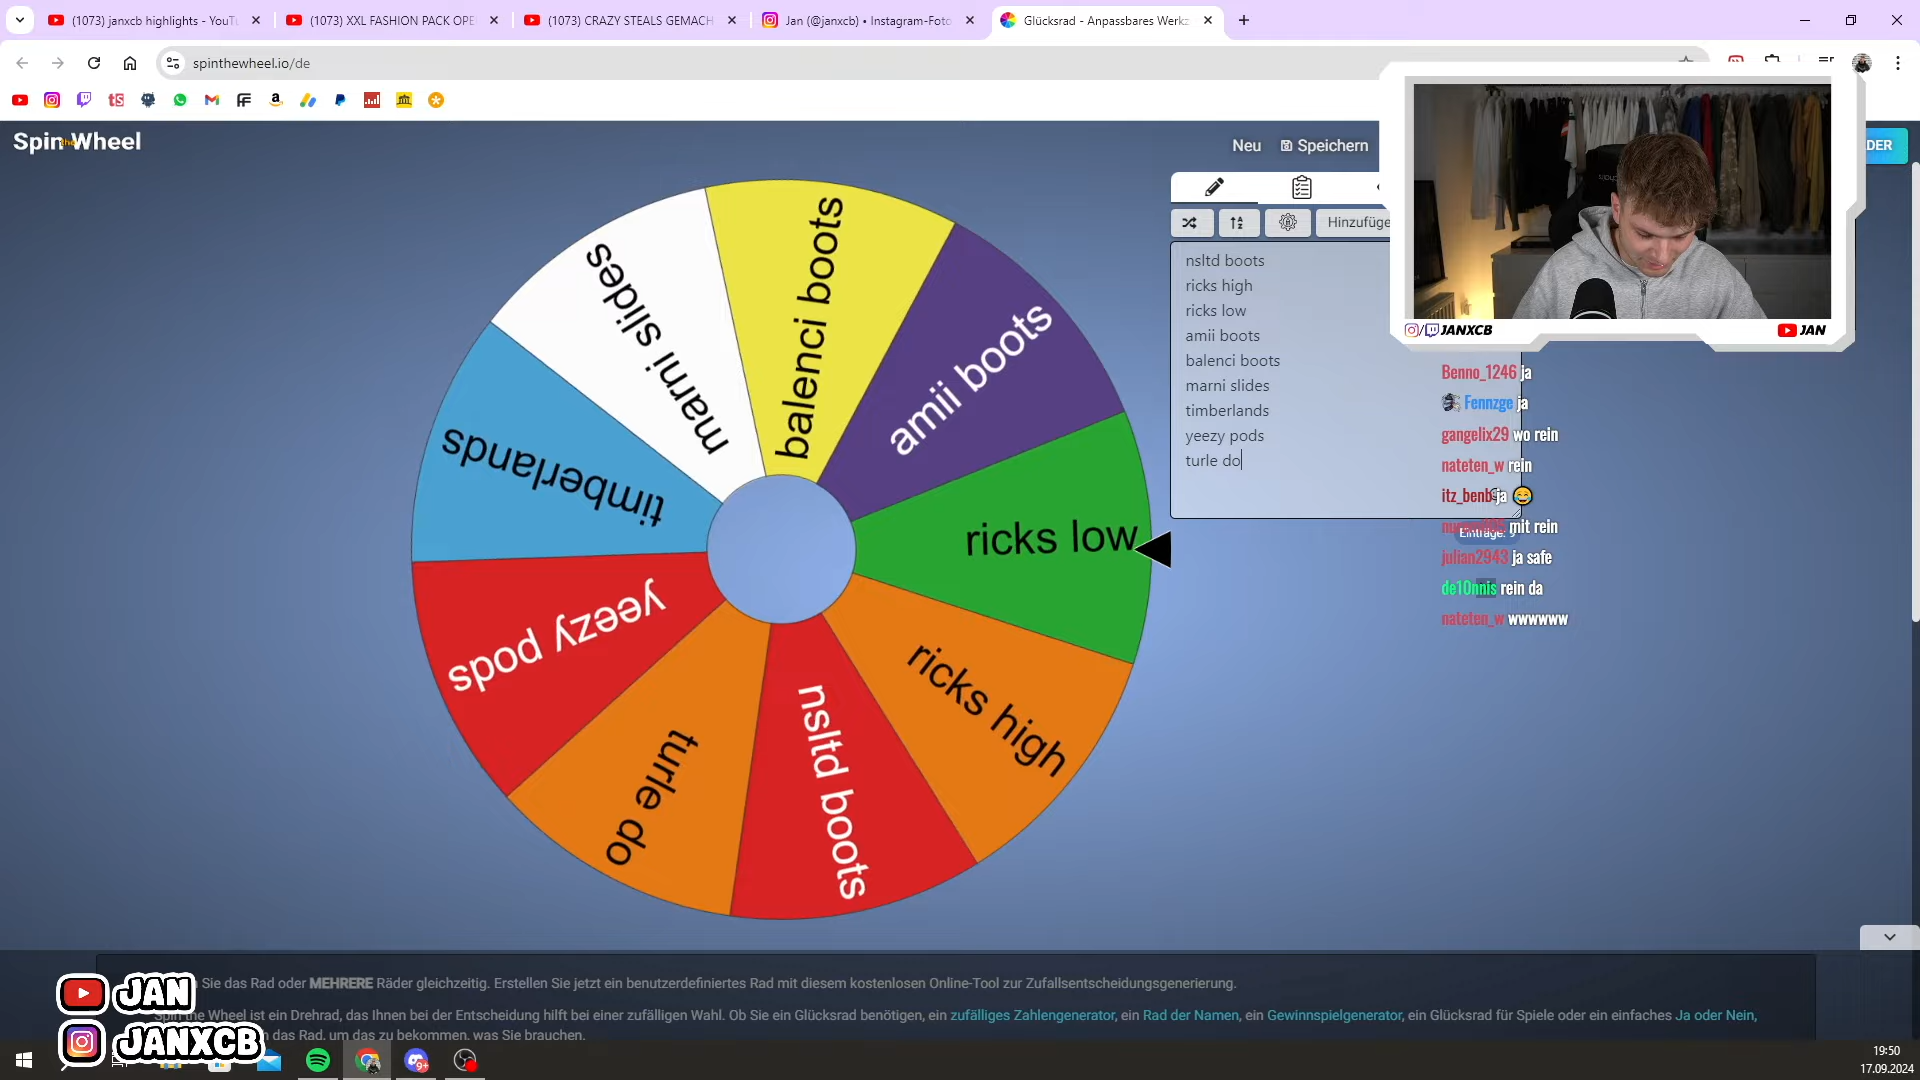 (1073) janxcb highlights - YouTu
(1073) XXL FASHION PACK OPE
(1073) CRAZY STEALS GEMACH
Jan (@janxcb) • Instagram-Foto
Glücksrad - Anpassbares Werkz
spinthewheel.io/de
Spin the Wheel
Neu
Speichern
DER
Hinzufüge
nsltd boots
ricks high
ricks low
amii boots
balenci boots
marni slides
timberlands
yeezy pods
turle do
Einträge: 9
balenci boots
amii boots
ricks low
ricks high
nsltd boots
turle do
yeezy pods
timberlands
marni slides
JANXCB
JAN
Benno_1246 ja
Fennzge ja
gangelix29 wo rein
nateten_w rein
itz_benb ja 😂
mit rein
julian2943 ja safe
de10nnis rein da
nateten_w wwwwww
Sie das Rad oder MEHRERE Räder gleichzeitig. Erstellen Sie jetzt ein benutzerdefiniertes Rad mit diesem kostenlosen Online-Tool zur Zufallsentscheidungsgenerierung.
Spin the Wheel ist ein Drehrad, das Ihnen bei der Entscheidung hilft bei einer zufälligen Wahl. Ob Sie ein Glücksrad benötigen, ein zufälliges Zahlengenerator, ein Rad der Namen, ein Gewinnspielgenerator, ein Glücksrad für Spiele oder ein einfaches Ja oder Nein,
das Rad, um das zu bekommen, was Sie brauchen.
JAN
JANXCB
19:50
17.09.2024